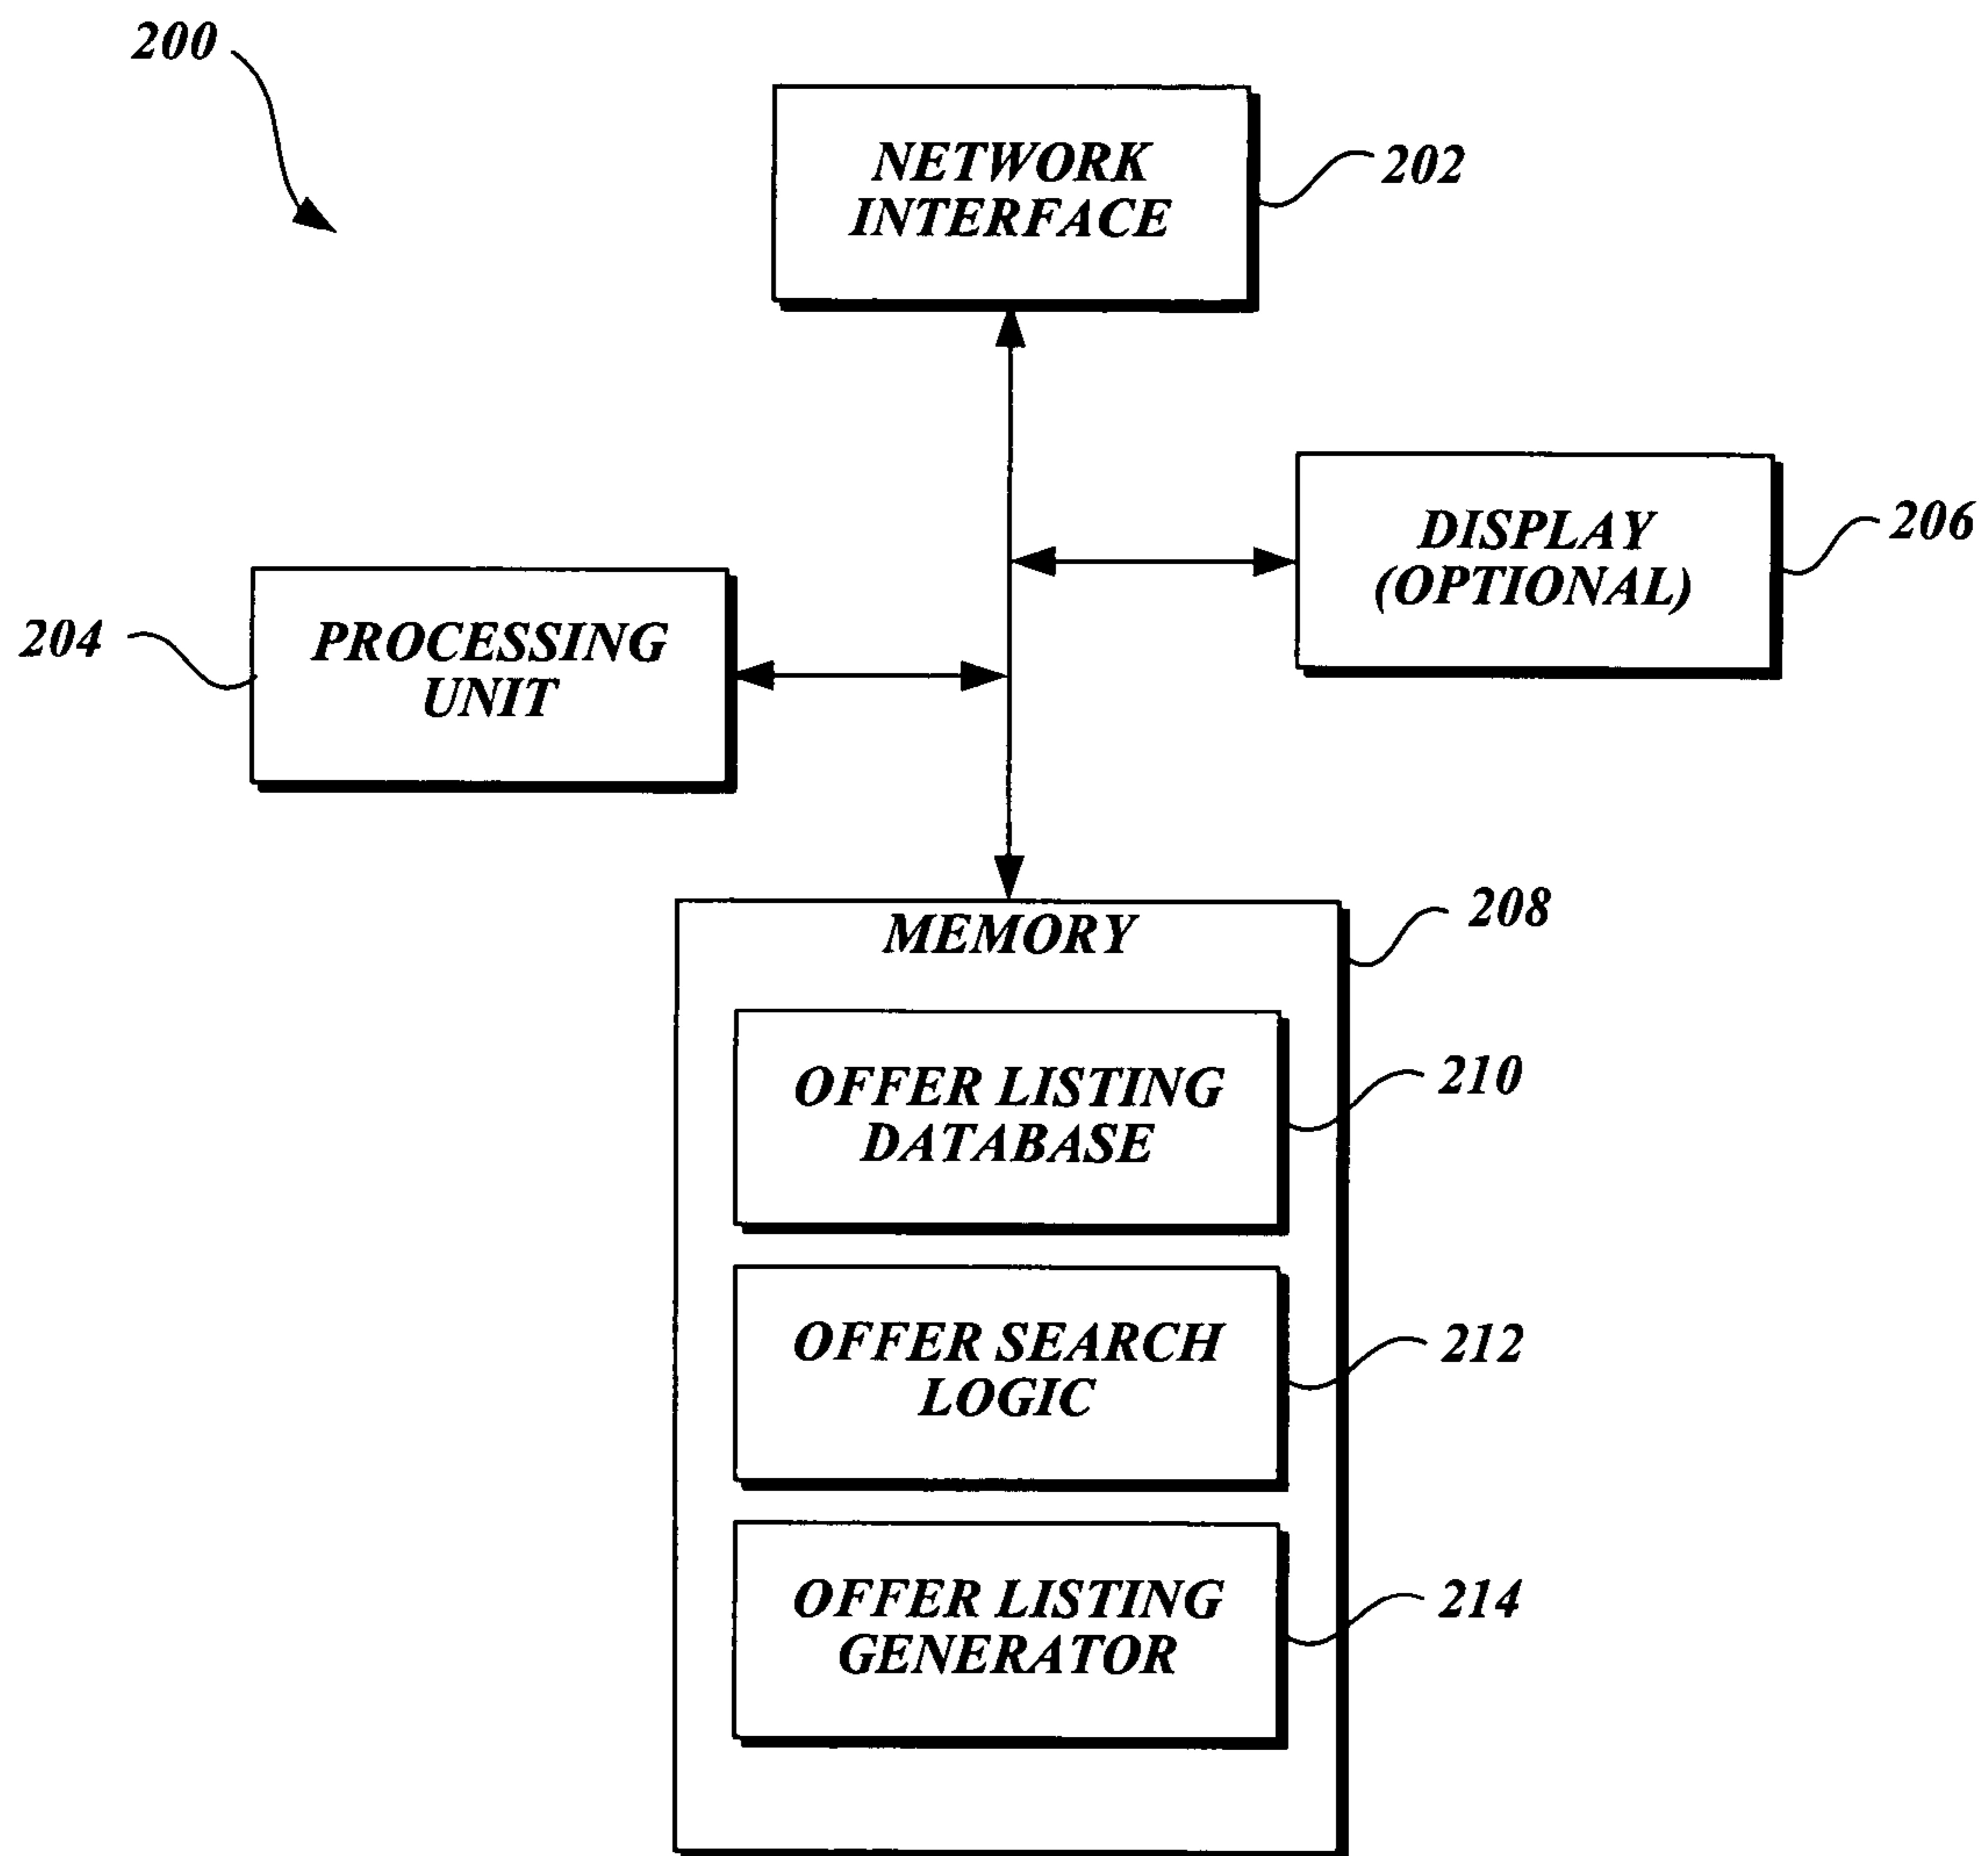 200
NETWORK
INTERFACE
202
DISPLAY
(OPTIONAL)
206
204
PROCESSING
UNIT
208
MEMORY
OFFER LISTING
DATABASE
210
OFFER SEARCH
LOGIC
212
OFFER LISTING
GENERATOR
214